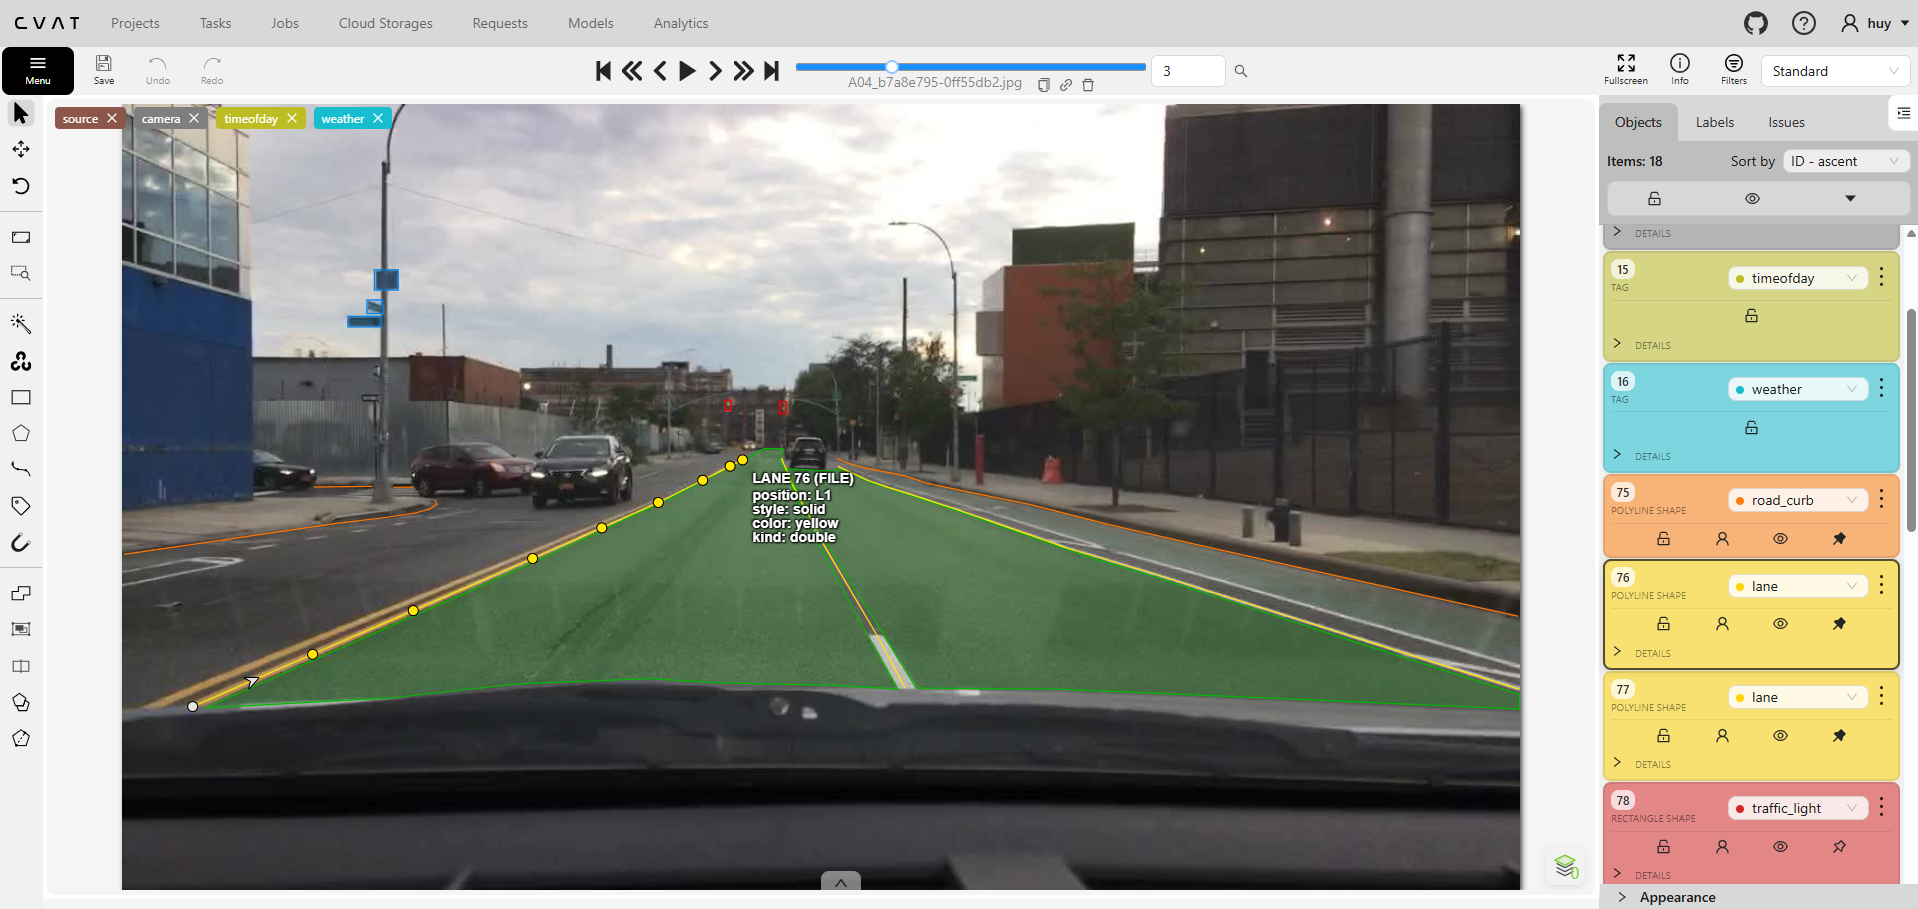 CVAT
Projects
Tasks
Jobs
Cloud Storages
Requests
Models
Analytics
huy
Menu
Save
Undo
Redo
A04_b7a8e795-0ff55db2.jpg
3
Fullscreen
Info
Filters
Standard
source
camera
timeofday
weather
LANE 76 (FILE)
position: L1
style: solid
color: yellow
kind: double
Objects
Labels
Issues
Items: 18
Sort by
ID - ascent
DETAILS
15
TAG
timeofday
DETAILS
16
TAG
weather
DETAILS
75
POLYLINE SHAPE
road_curb
76
POLYLINE SHAPE
lane
DETAILS
77
POLYLINE SHAPE
lane
DETAILS
78
RECTANGLE SHAPE
traffic_light
DETAILS
Appearance
0